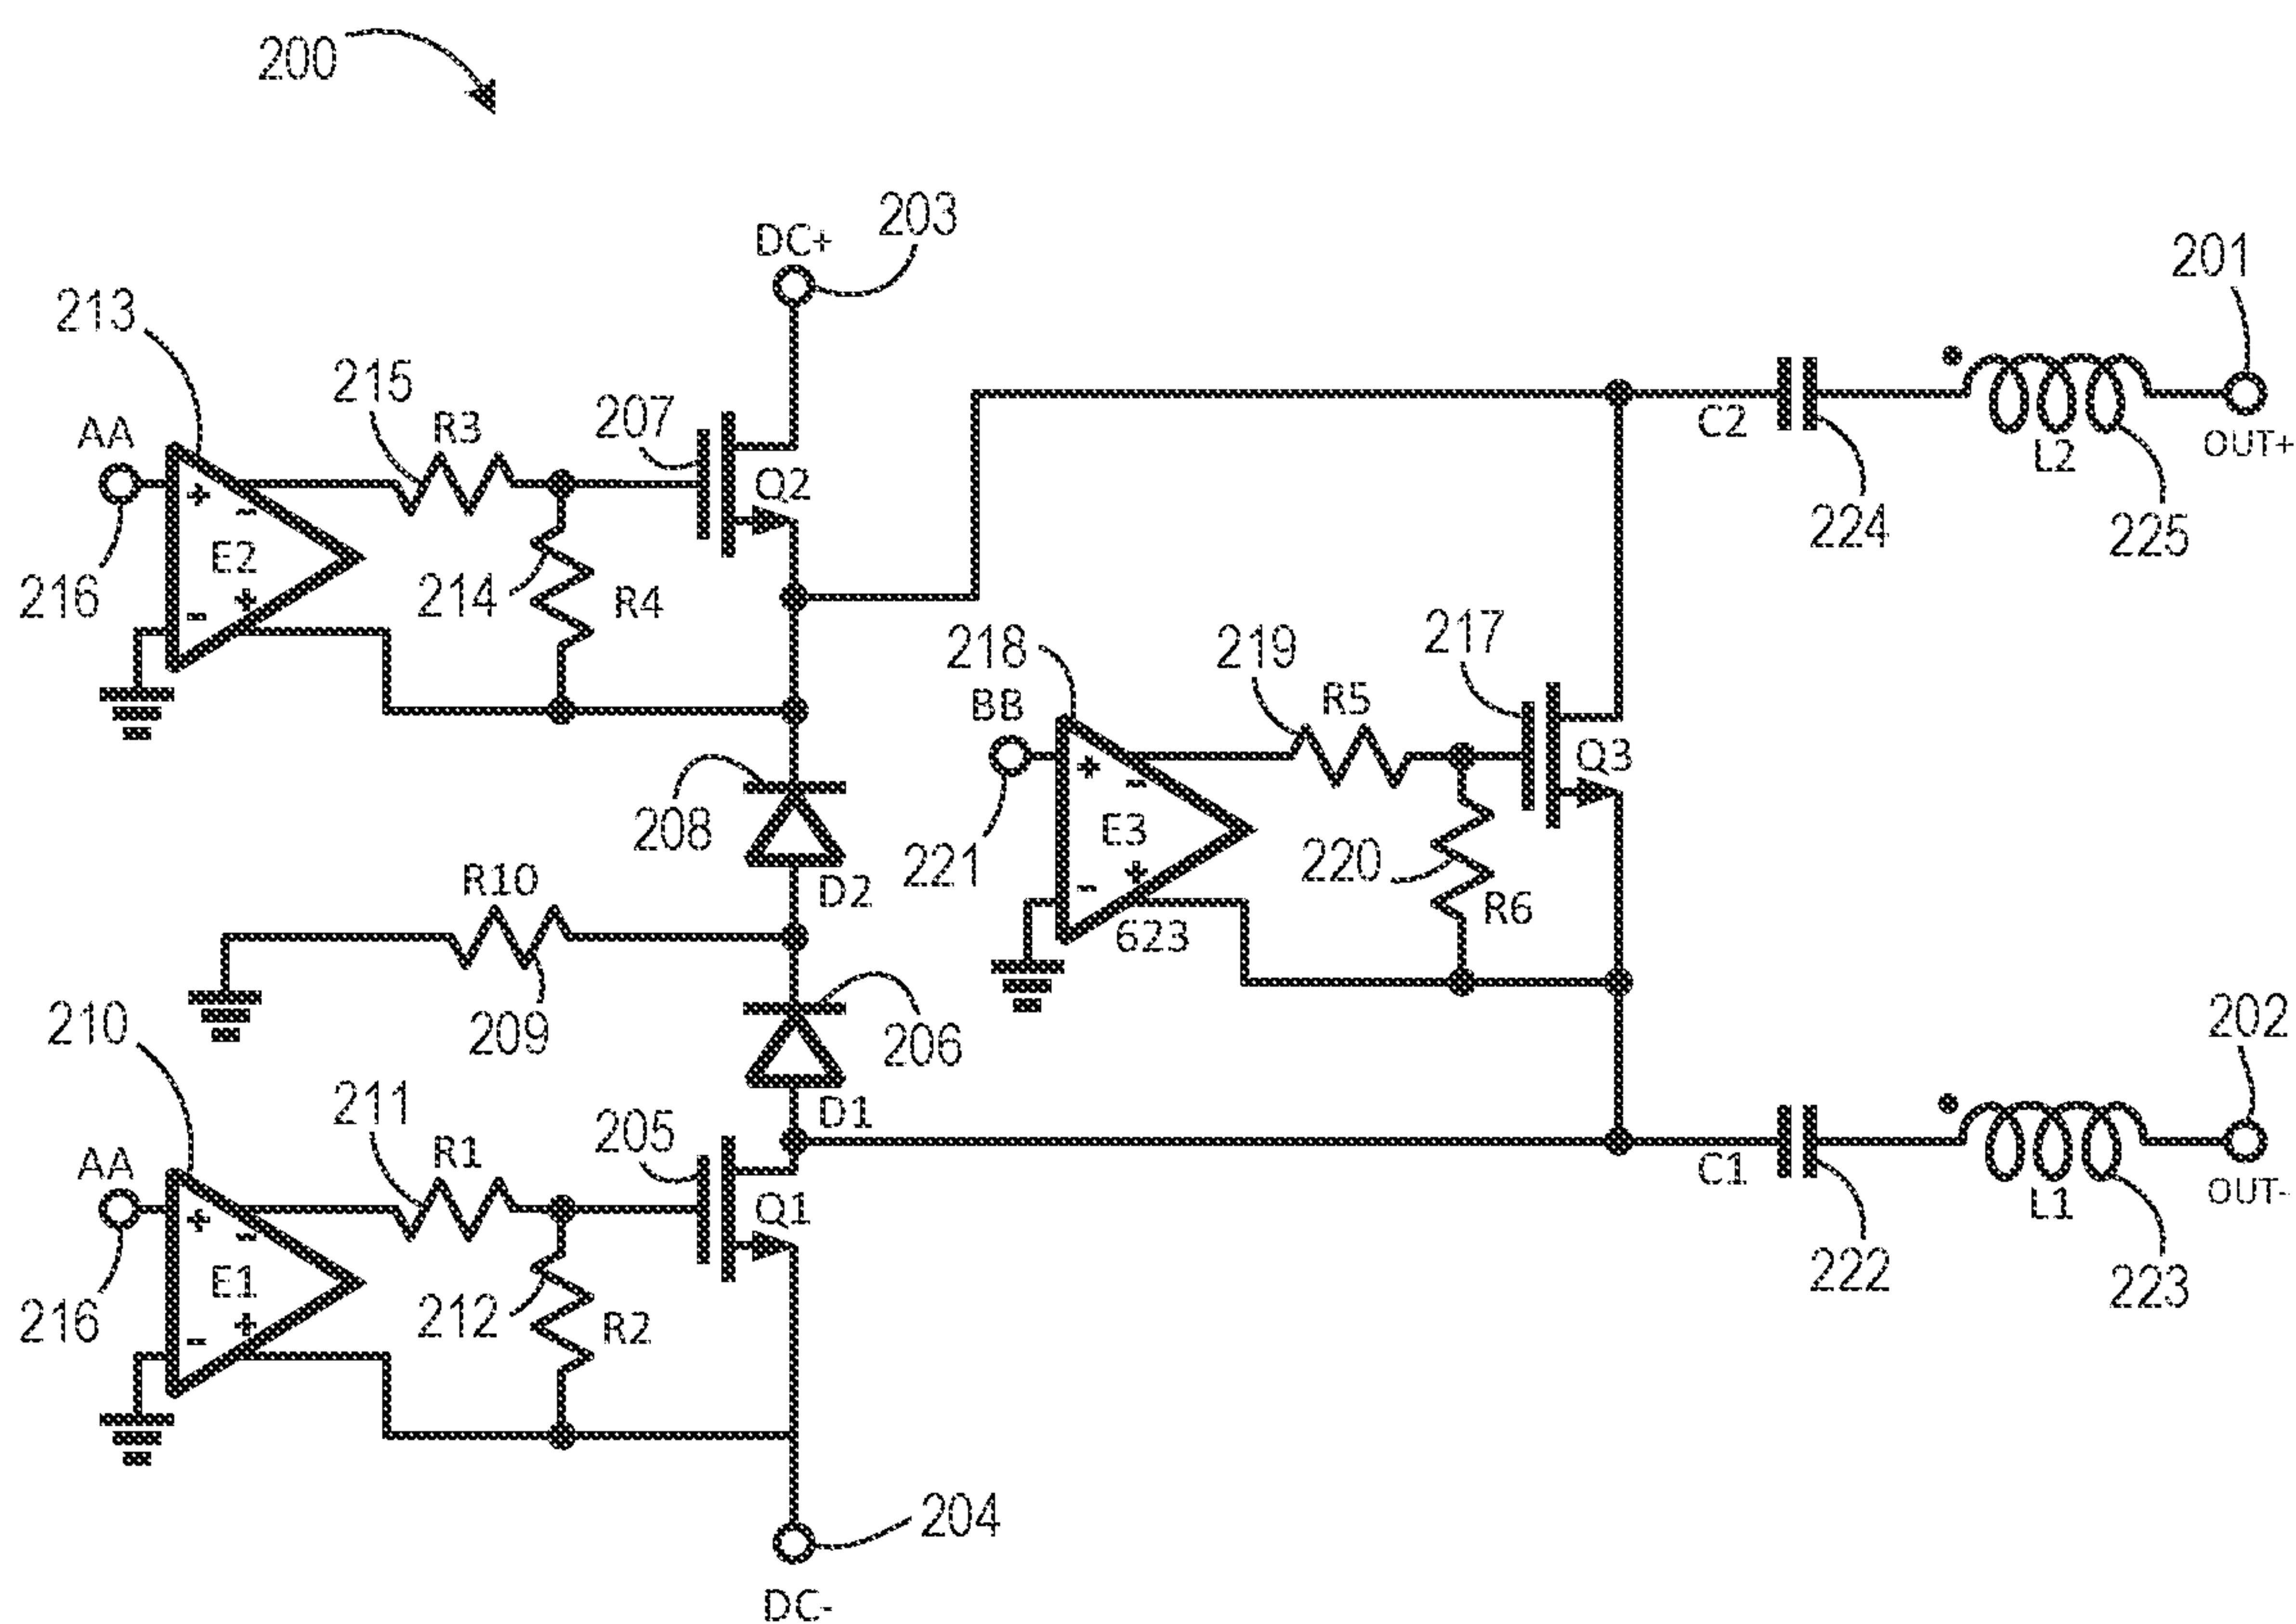 200
203
DC+
201
213
215
R3
207
AA
Q2
C2
L2
OUT+
E2
216
214
R4
224
225
218
219
217
BB
R5
Q3
208
D2
E3
221
220
R6
R10
623
210
209
206
202
211
R1
205
D1
AA
Q1
C1
L1
OUT-
E1
216
212
R2
222
223
204
DC-